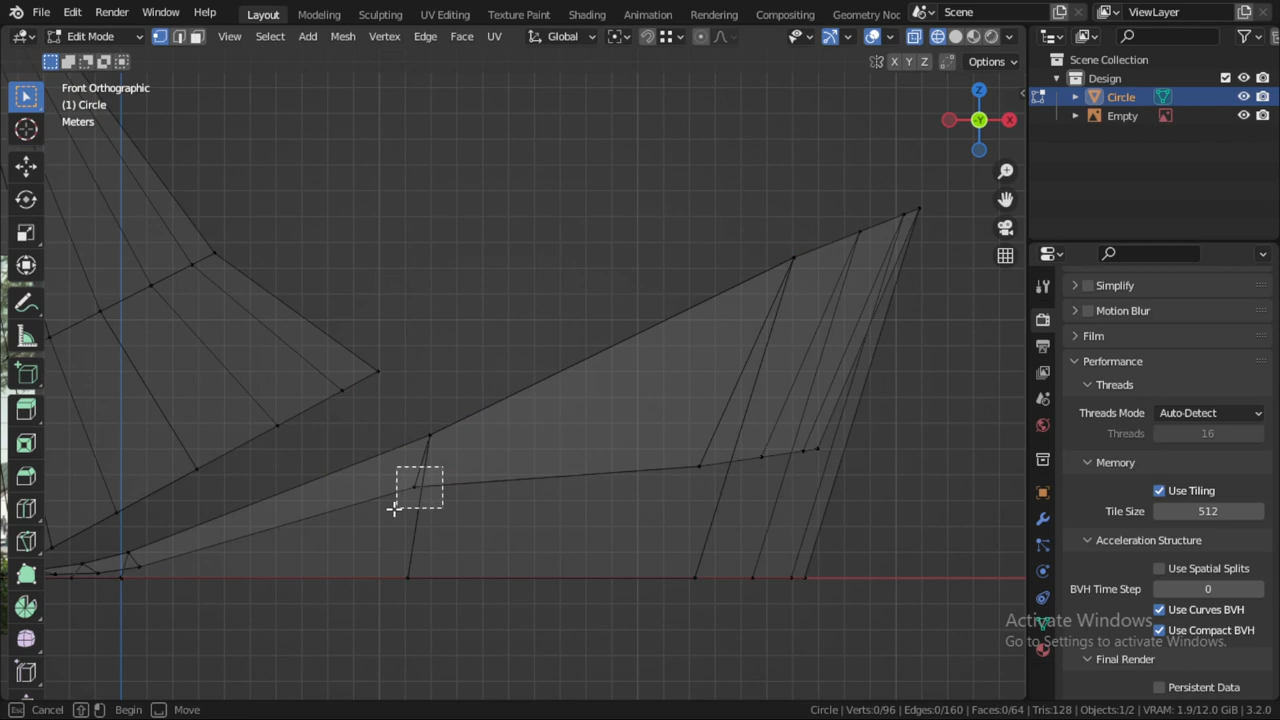 File Edit Render Window Help Layout Modeling Sculpting UV Editing Texture Paint Shading Animation Rendering Compositing Geometry Noc Scene ViewLayer
Edit Mode View Select Add Mesh Vertex Edge Face UV Global
X Y Z Options
Front Orthographic
(1) Circle
Meters
Z
-Y X
Scene Collection
Design
Circle
Empty
Simplify
Motion Blur
Film
Performance
Threads
Threads Mode Auto-Detect
Threads 16
Memory
Use Tiling
Tile Size 512
Acceleration Structure
Use Spatial Splits
BVH Time Step 0
Use Curves BVH
Use Compact BVH
Final Render
Persistent Data
Activate Windows
Go to Settings to activate Windows.
Esc Cancel Begin Move Circle | Verts:0/96 | Edges:0/160 | Faces:0/64 | Tris:128 | Objects:1/2 | VRAM: 1.9/12.0 GiB | 3.2.0